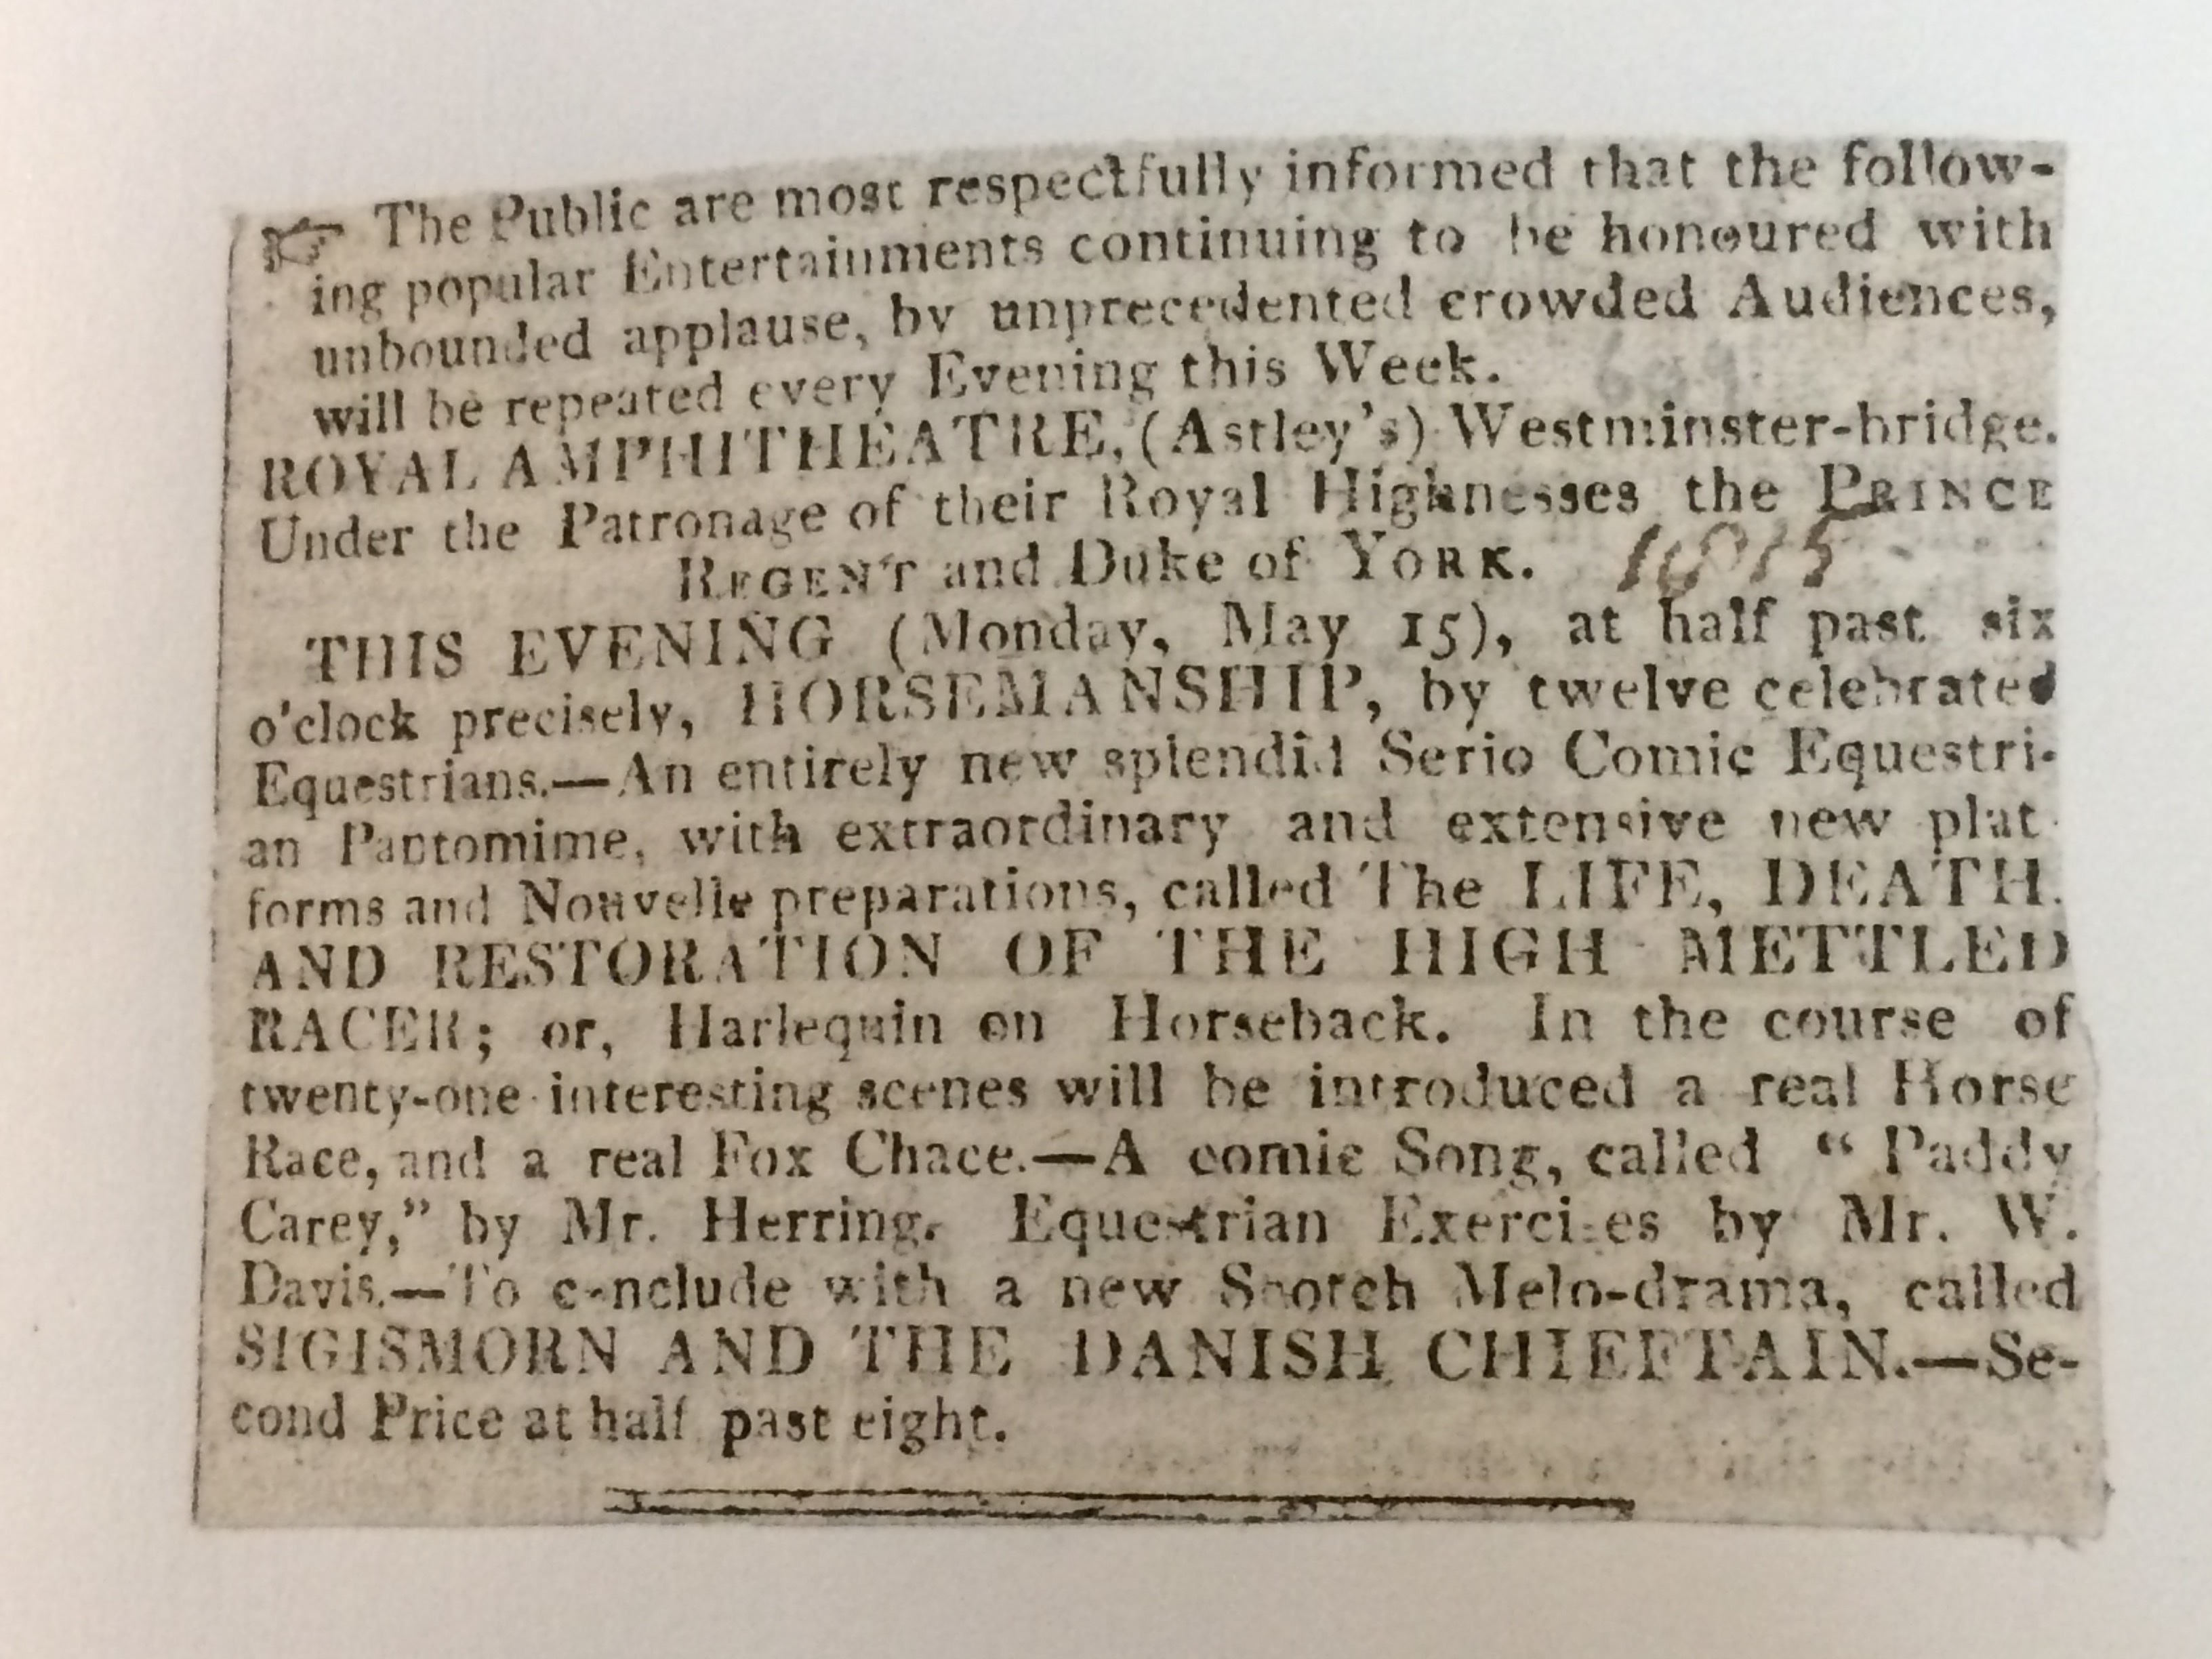 ☞ The Public are most respectfully informed that the follow-
ing popular Entertainments continuing to be honoured with
unbounded applause, by unprecedented crowded Audiences,
will be repeated every Evening this Week.
ROYAL AMPHITHEATRE, (Astley's) Westminster-bridge.
Under the Patronage of their Royal Highnesses the PRINCE
REGENT and Duke of YORK.
1815
THIS EVENING (Monday, May 15), at half past six
o'clock precisely, HORSEMANSHIP, by twelve celebrated
Equestrians.—An entirely new splendid Serio Comic Equestri-
an Pantomime, with extraordinary and extensive new plat-
forms and Nouvelle preparations, called The LIFE, DEATH,
AND RESTORATION OF THE HIGH METTLED
RACER; or, Harlequin on Horseback. In the course of
twenty-one interesting scenes will be introduced a real Horse
Race, and a real Fox Chace.—A comic Song, called “Paddy
Carey,” by Mr. Herring. Equestrian Exercises by Mr. W.
Davis.—To conclude with a new Scotch Melo-drama, called
SIGISMORN AND THE DANISH CHIEFTAIN.—Se-
cond Price at half past eight.